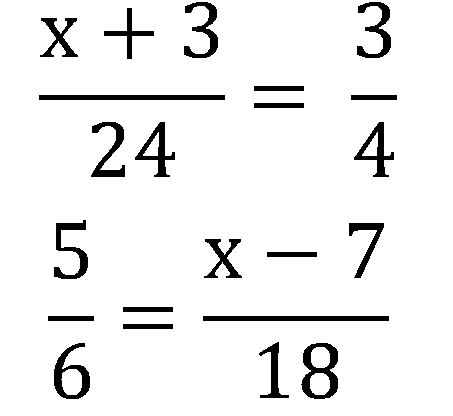 x + 3 / 24 = 3 / 4
5 / 6 = x − 7 / 18